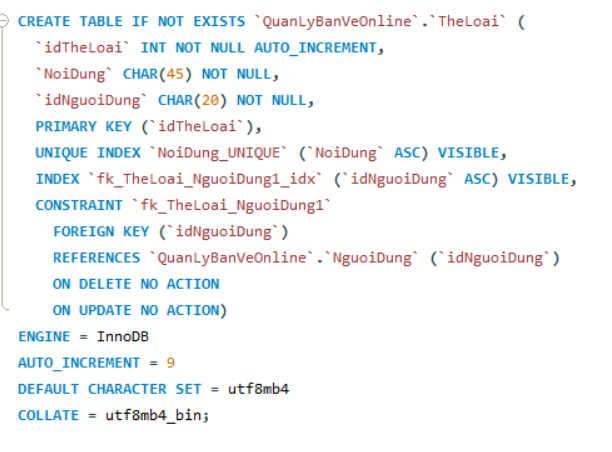 CREATE TABLE IF NOT EXISTS `QuanLyBanVeOnline`.`TheLoai` (
`idTheLoai` INT NOT NULL AUTO_INCREMENT,
`NoiDung` CHAR(45) NOT NULL,
`idNguoiDung` CHAR(20) NOT NULL,
PRIMARY KEY (`idTheLoai`),
UNIQUE INDEX `NoiDung_UNIQUE` (`NoiDung` ASC) VISIBLE,
INDEX `fk_TheLoai_NguoiDung1_idx` (`idNguoiDung` ASC) VISIBLE,
CONSTRAINT `fk_TheLoai_NguoiDung1`
FOREIGN KEY (`idNguoiDung`)
REFERENCES `QuanLyBanVeOnline`.`NguoiDung` (`idNguoiDung`)
ON DELETE NO ACTION
ON UPDATE NO ACTION)
ENGINE = InnoDB
AUTO_INCREMENT = 9
DEFAULT CHARACTER SET = utf8mb4
COLLATE = utf8mb4_bin;